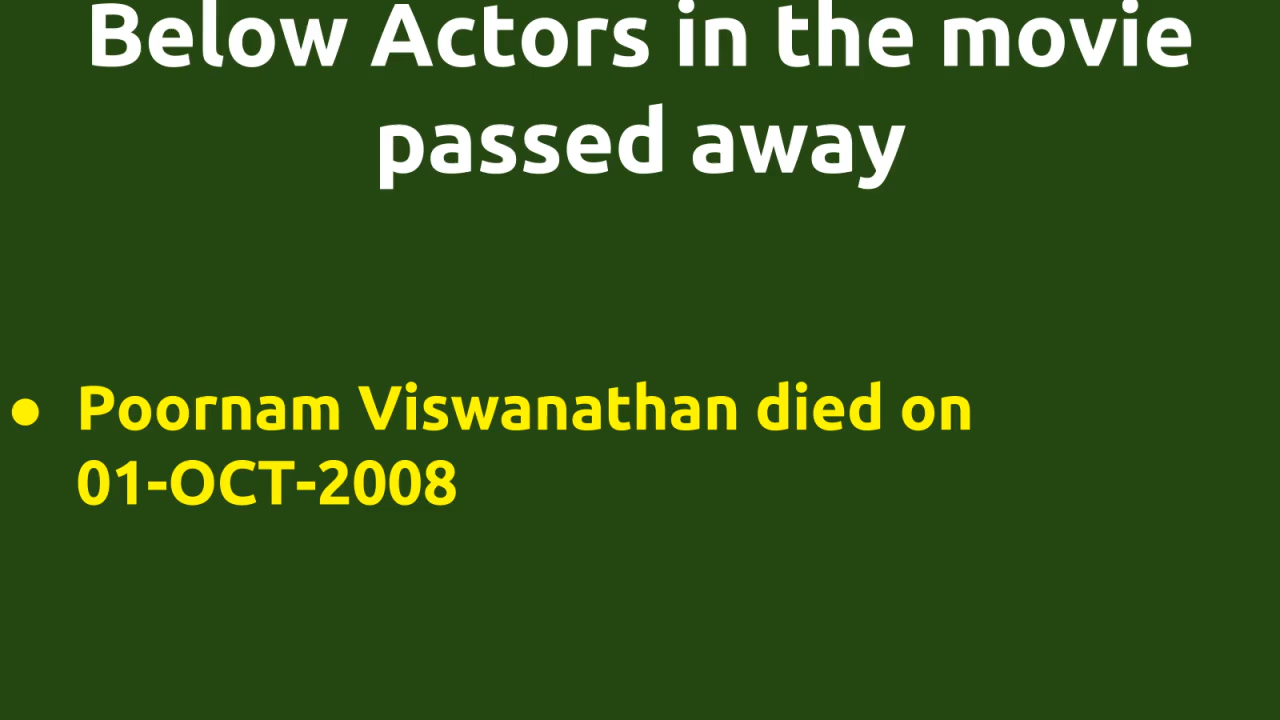 Below Actors in the movie
passed away
● Poornam Viswanathan died on
01-OCT-2008